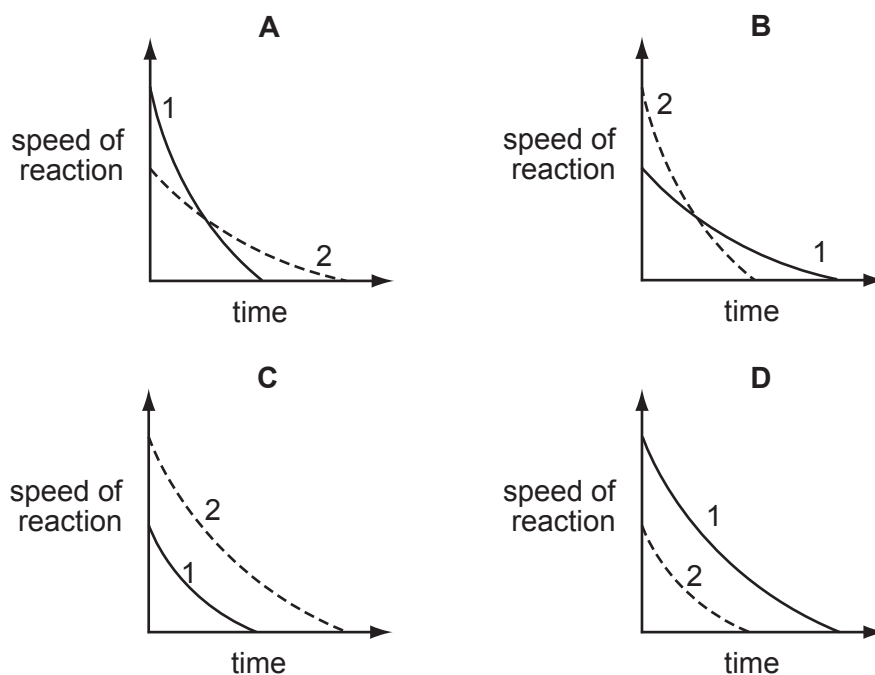 A
1
speed of
reaction
2
time
B
2
speed of
reaction
1
time
C
speed of
reaction
2
1
time
D
speed of
reaction
1
2
time